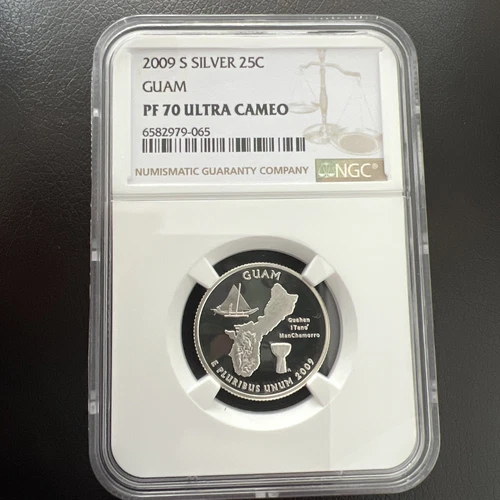 2009 S SILVER 25C
GUAM
PF 70 ULTRA CAMEO
6582979-065
NUMISMATIC GUARANTY COMPANY
NGC
GUAM
Guahan
I Tanó
ManChamorro
E PLURIBUS UNUM 2009